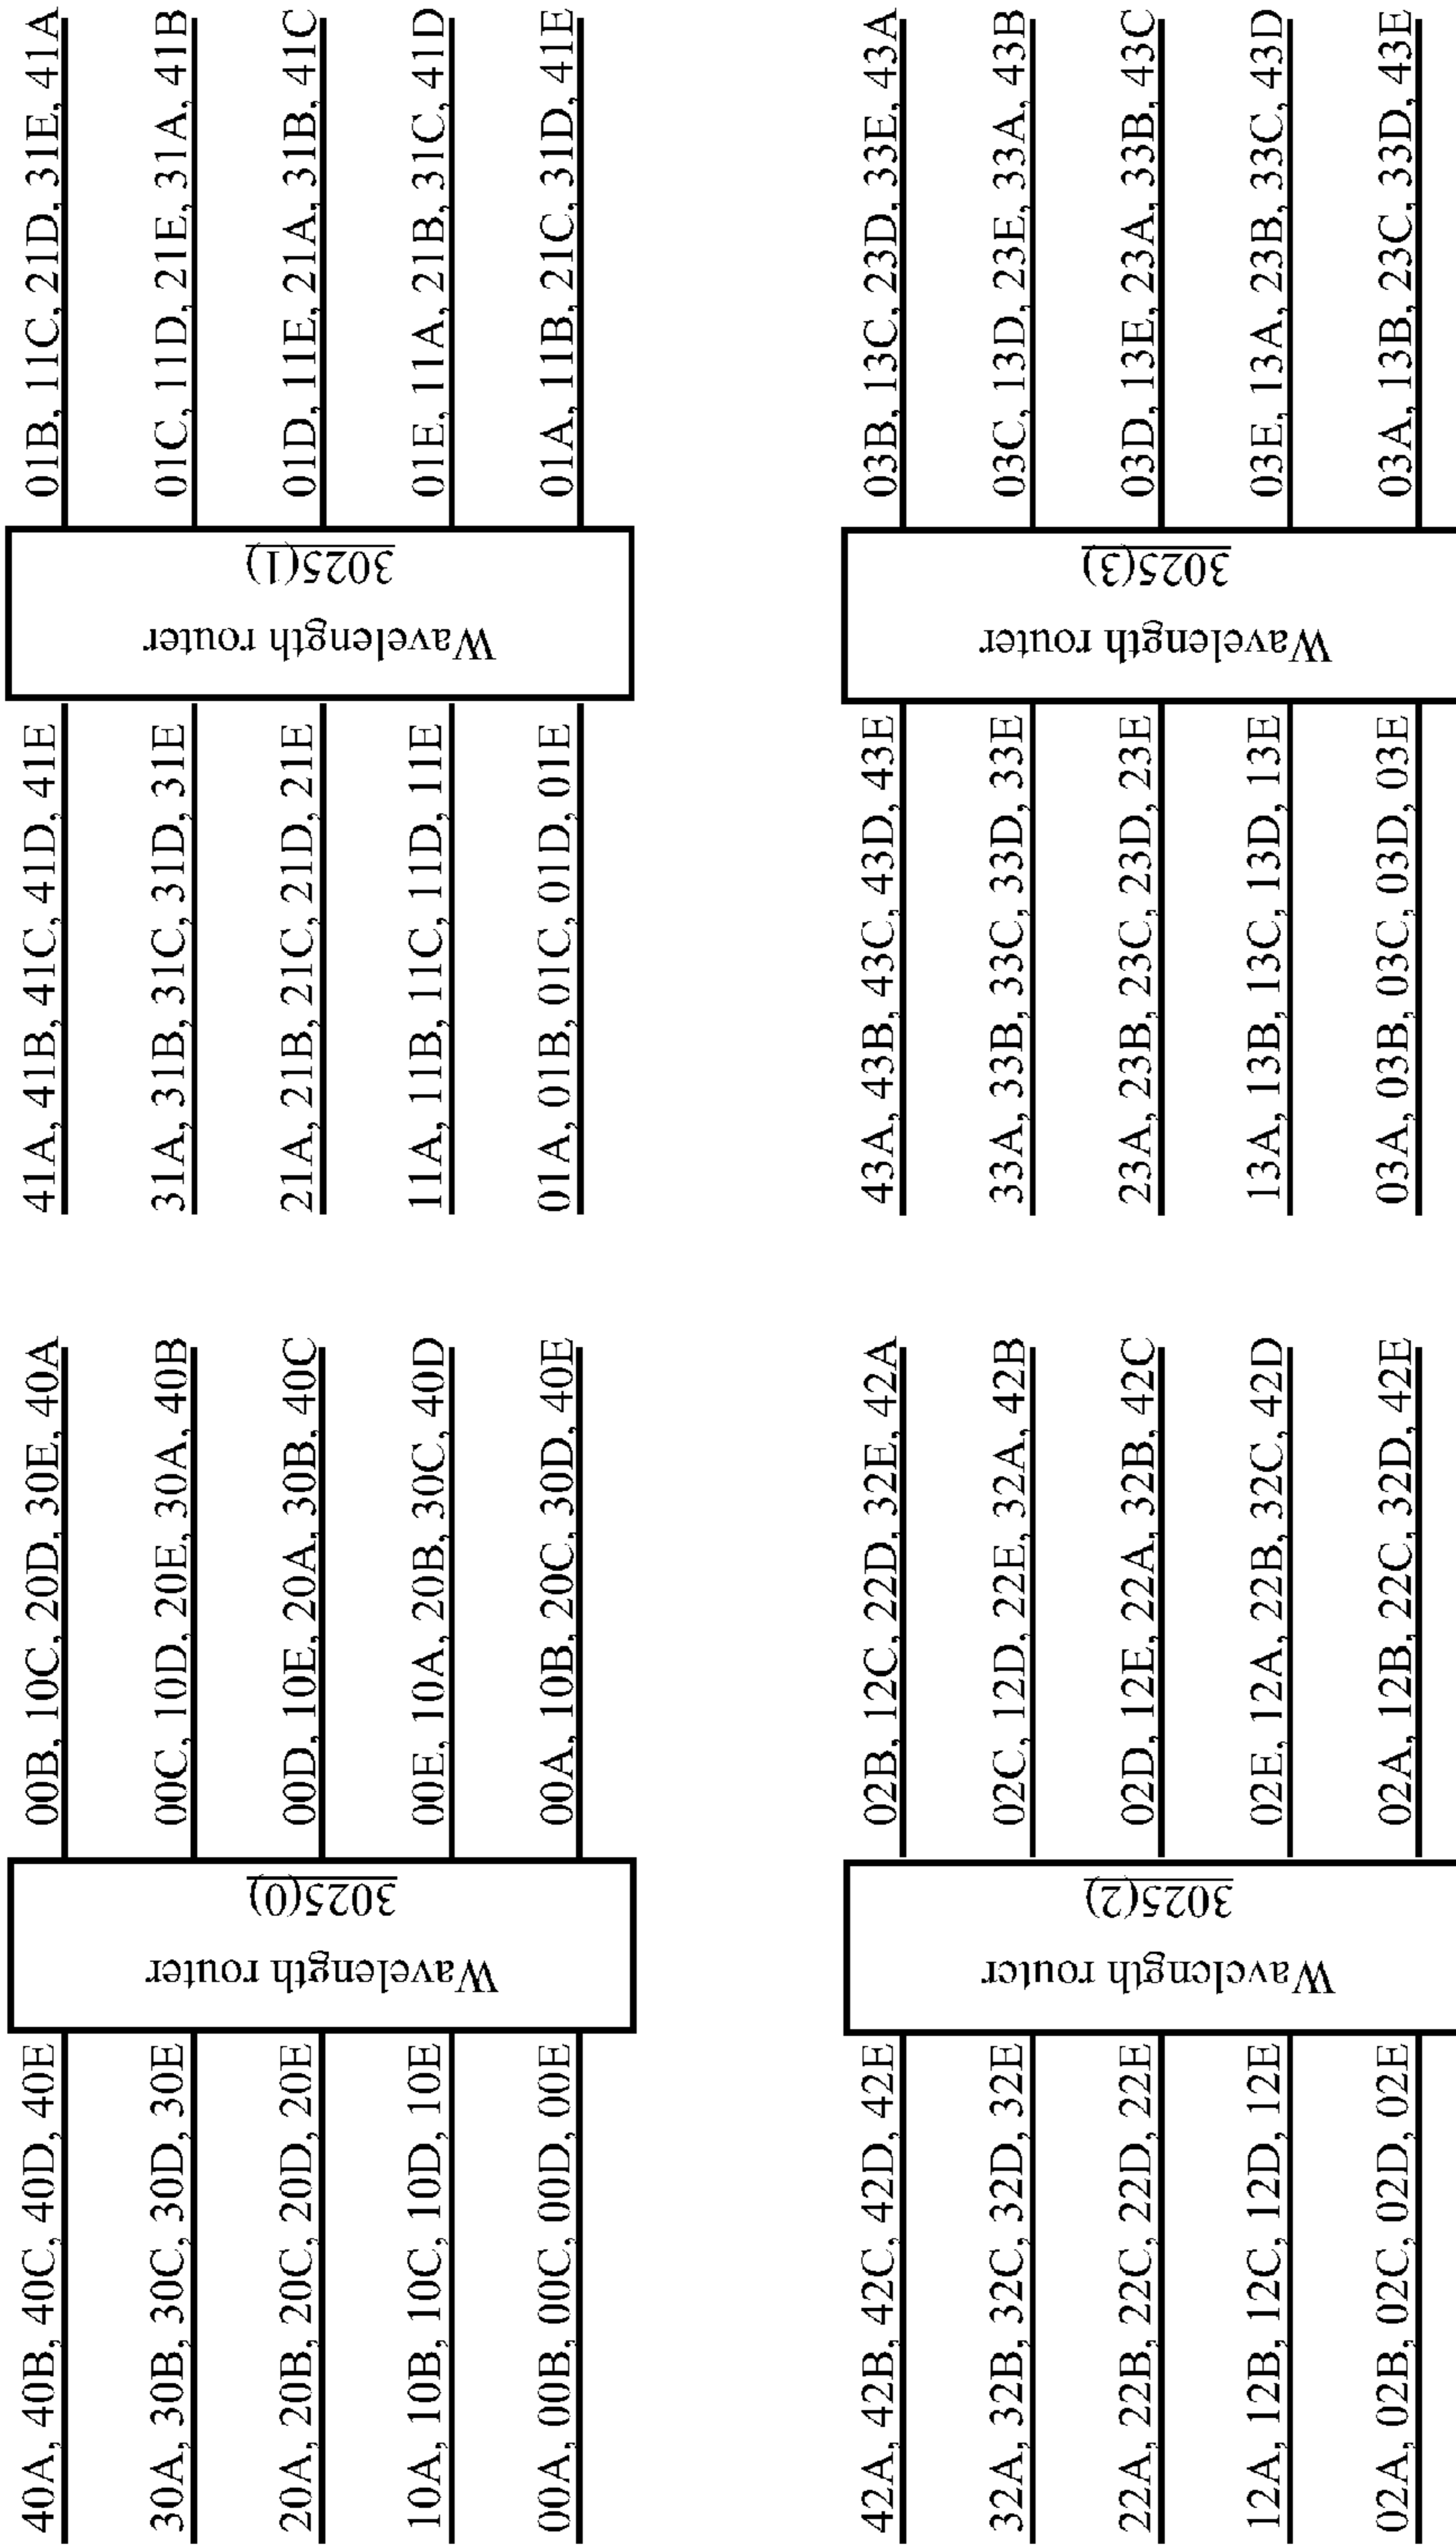 40A, 40B, 40C, 40D, 40E
30A, 30B, 30C, 30D, 30E
20A, 20B, 20C, 20D, 20E
10A, 10B, 10C, 10D, 10E
00A, 00B, 00C, 00D, 00E
Wavelength router
3025(0)
00B, 10C, 20D, 30E, 40A
00C, 10D, 20E, 30A, 40B
00D, 10E, 20A, 30B, 40C
00E, 10A, 20B, 30C, 40D
00A, 10B, 20C, 30D, 40E
41A, 41B, 41C, 41D, 41E
31A, 31B, 31C, 31D, 31E
21A, 21B, 21C, 21D, 21E
11A, 11B, 11C, 11D, 11E
01A, 01B, 01C, 01D, 01E
Wavelength router
3025(1)
01B, 11C, 21D, 31E, 41A
01C, 11D, 21E, 31A, 41B
01D, 11E, 21A, 31B, 41C
01E, 11A, 21B, 31C, 41D
01A, 11B, 21C, 31D, 41E
42A, 42B, 42C, 42D, 42E
32A, 32B, 32C, 32D, 32E
22A, 22B, 22C, 22D, 22E
12A, 12B, 12C, 12D, 12E
02A, 02B, 02C, 02D, 02E
Wavelength router
3025(2)
02B, 12C, 22D, 32E, 42A
02C, 12D, 22E, 32A, 42B
02D, 12E, 22A, 32B, 42C
02E, 12A, 22B, 32C, 42D
02A, 12B, 22C, 32D, 42E
43A, 43B, 43C, 43D, 43E
33A, 33B, 33C, 33D, 33E
23A, 23B, 23C, 23D, 23E
13A, 13B, 13C, 13D, 13E
03A, 03B, 03C, 03D, 03E
Wavelength router
3025(3)
03B, 13C, 23D, 33E, 43A
03C, 13D, 23E, 33A, 43B
03D, 13E, 23A, 33B, 43C
03E, 13A, 23B, 33C, 43D
03A, 13B, 23C, 33D, 43E